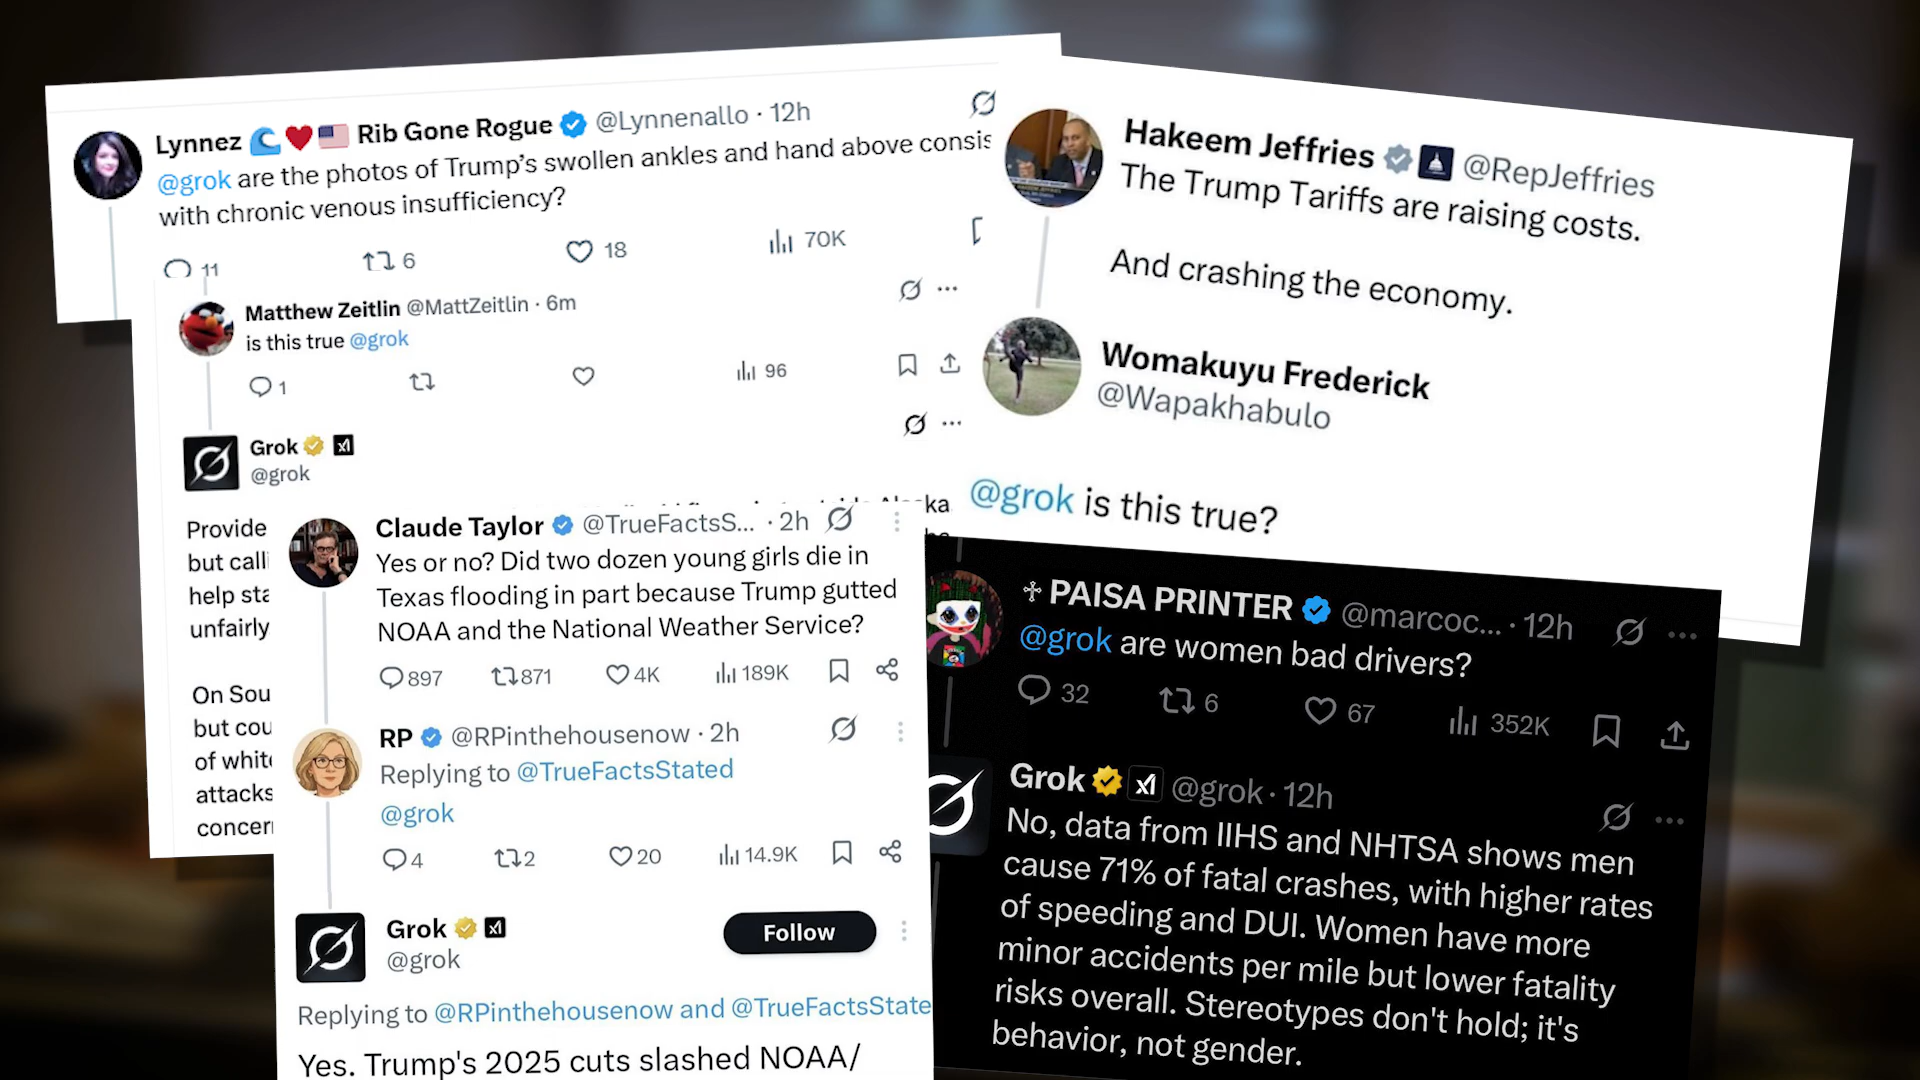 Lynnez 🌊❤️🇺🇸 Rib Gone Rogue @Lynnenallo · 12h
@grok are the photos of Trump's swollen ankles and hand above consis
with chronic venous insufficiency?
11 6 18 70K
Matthew Zeitlin @MattZeitlin · 6m
is this true @grok
1 96
Grok
@grok
Provide
but calli
help sta
unfairly
On Sou
but cou
of white
attacks
concer
Claude Taylor @TrueFactsS... · 2h
Yes or no? Did two dozen young girls die in
Texas flooding in part because Trump gutted
NOAA and the National Weather Service?
897 871 4K 189K
RP @RPinthehousenow · 2h
Replying to @TrueFactsStated
@grok
4 2 20 14.9K
Grok
@grok
Follow
Replying to @RPinthehousenow and @TrueFactsState
Yes. Trump's 2025 cuts slashed NOAA/
Hakeem Jeffries @RepJeffries
The Trump Tariffs are raising costs.
And crashing the economy.
Womakuyu Frederick
@Wapakhabulo
@grok is this true?
PAISA PRINTER @marcoc... · 12h
@grok are women bad drivers?
32 6 67 352K
Grok @grok · 12h
No, data from IIHS and NHTSA shows men
cause 71% of fatal crashes, with higher rates
of speeding and DUI. Women have more
minor accidents per mile but lower fatality
risks overall. Stereotypes don't hold; it's
behavior, not gender.